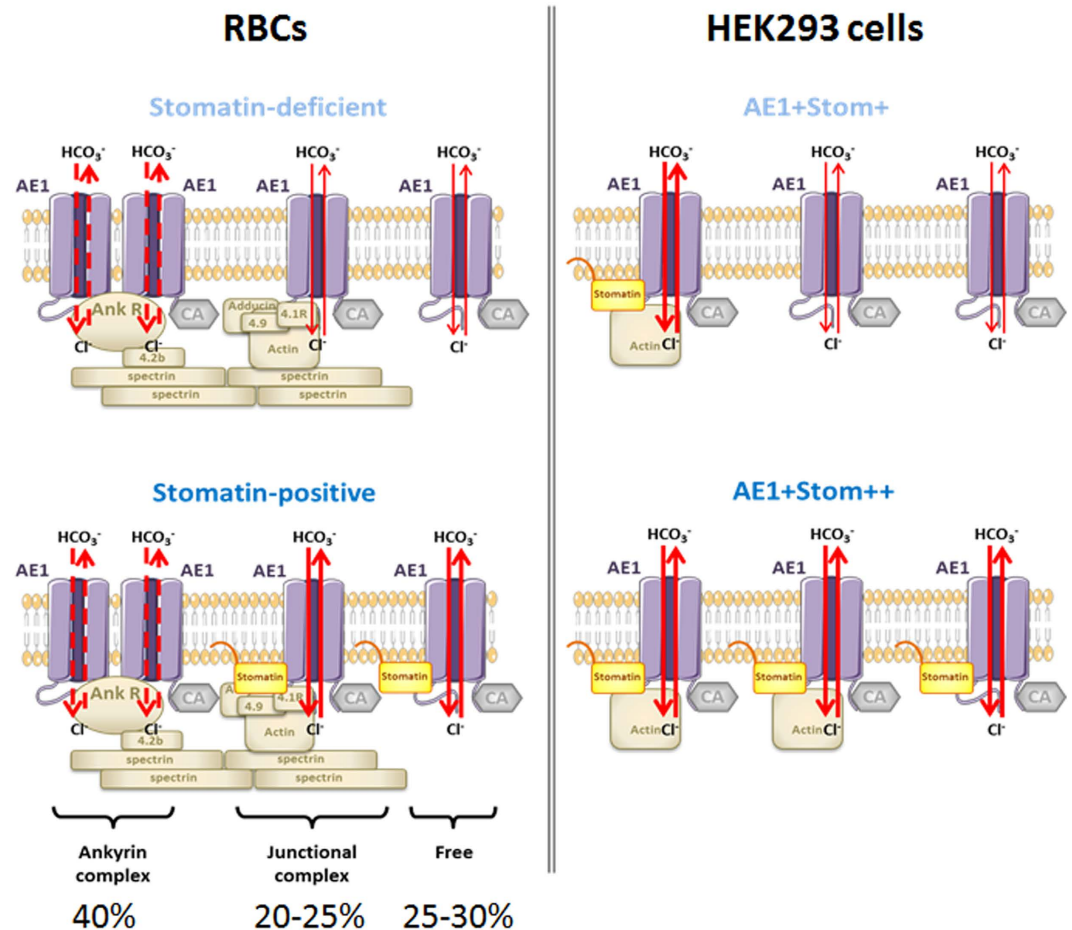 RBCs
HEK293 cells
Stomatin-deficient
AE1+Stom+
HCO₃⁻ HCO₃⁻ HCO₃⁻ HCO₃⁻
HCO₃⁻ HCO₃⁻ HCO₃⁻
AE1 AE1 AE1 AE1
AE1 AE1 AE1
Ank R CA Adducin 4.1R CA CA
4.9
Cl⁻ Cl⁻ Actin Cl⁻ Cl⁻
4.2b
spectrin spectrin
spectrin spectrin
Stomatin CA CA CA
Actin Cl⁻ Cl⁻ Cl⁻
Stomatin-positive
AE1+Stom++
HCO₃⁻ HCO₃⁻ HCO₃⁻ HCO₃⁻
HCO₃⁻ HCO₃⁻ HCO₃⁻
AE1 AE1 AE1 AE1
AE1 AE1 AE1
Stomatin Stomatin
Ank R CA 4.1R CA CA
4.9
Cl⁻ Cl⁻ Actin Cl⁻ Cl⁻
4.2b
spectrin spectrin
spectrin spectrin
Stomatin Stomatin Stomatin
CA CA CA
Actin Cl⁻ Actin Cl⁻ Cl⁻
Ankyrin
complex
Junctional
complex
Free
40%
20-25%
25-30%